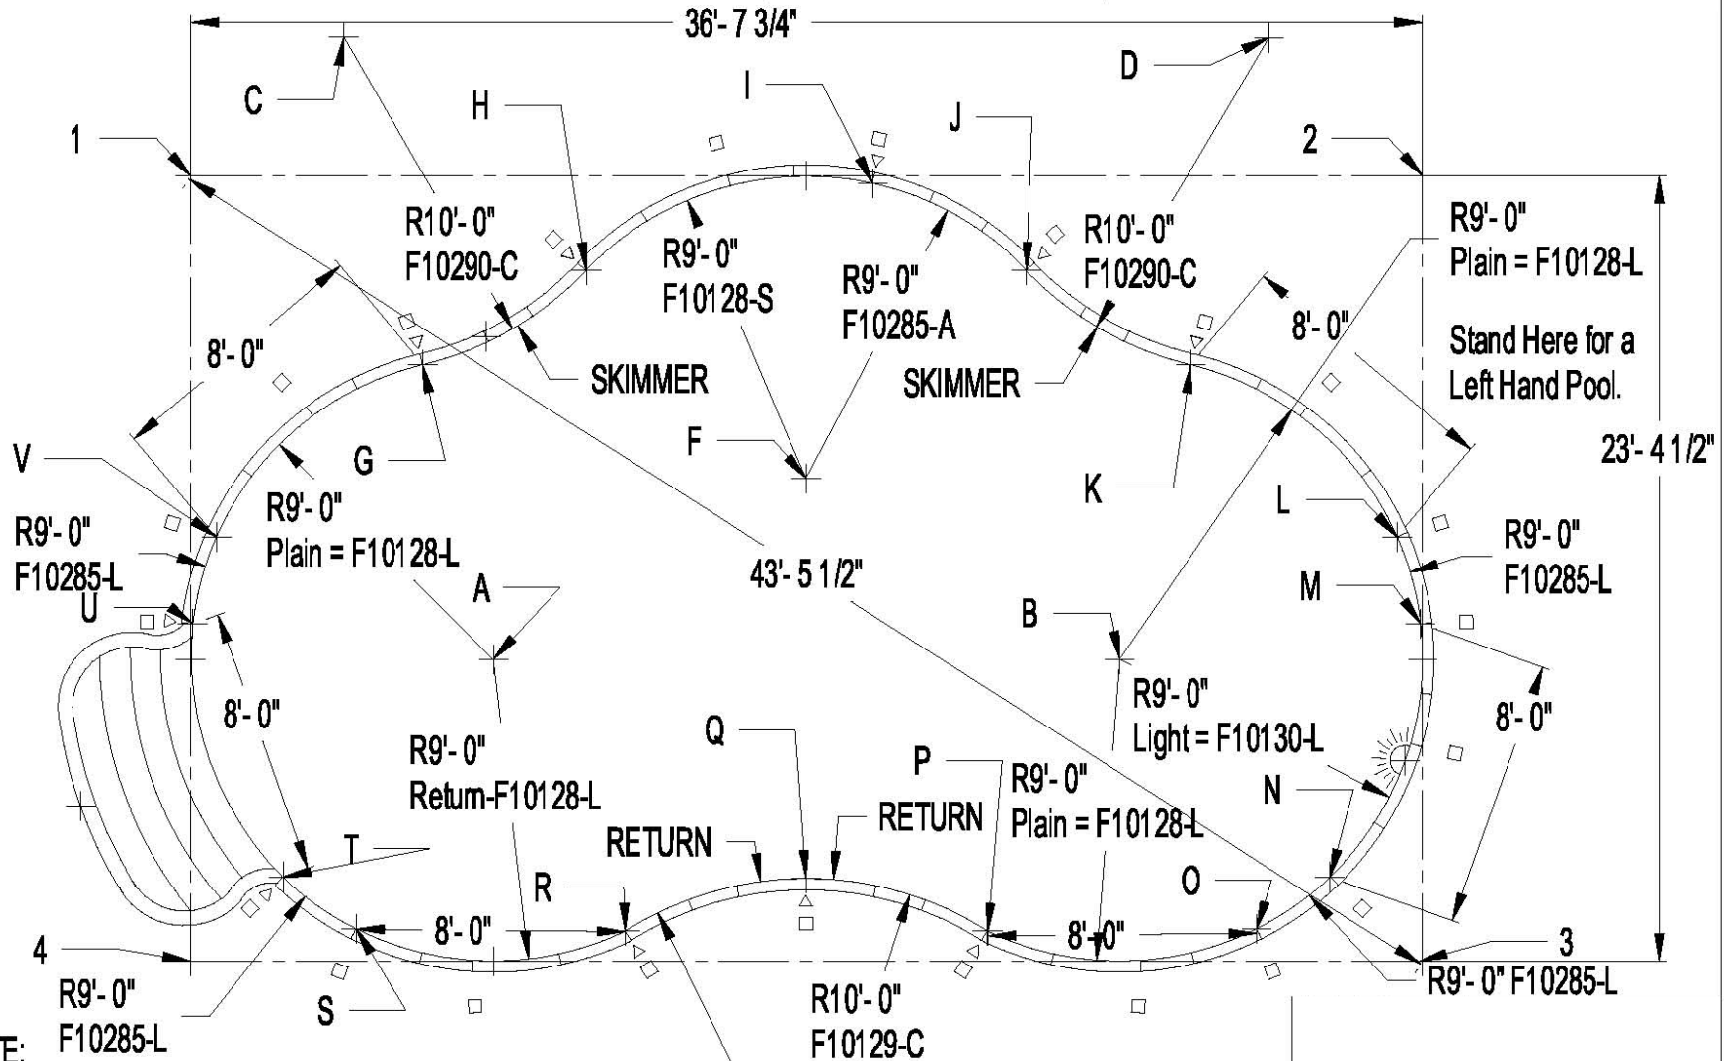 36'- 7 3/4"
C
H
I
J
D
1
2
R10'- 0"
F10290-C
R9'- 0"
F10128-S
R9'- 0"
F10285-A
R10'- 0"
F10290-C
R9'- 0"
Plain = F10128-L
Stand Here for a
Left Hand Pool.
8'- 0"
8'- 0"
SKIMMER
SKIMMER
23'- 4 1/2"
V
G
F
K
L
R9'- 0"
F10285-L
R9'- 0"
Plain = F10128-L
43'- 5 1/2"
R9'- 0"
F10285-L
U
A
B
M
8'- 0"
R9'- 0"
Return-F10128-L
Q
R9'- 0"
Light = F10130-L
8'- 0"
P
R9'- 0"
Plain = F10128-L
N
RETURN
RETURN
T
R
O
8'- 0"
8'- 0"
4
3
R9'- 0"
F10285-L
S
R10'- 0"
F10129-C
R9'- 0" F10285-L
TE: